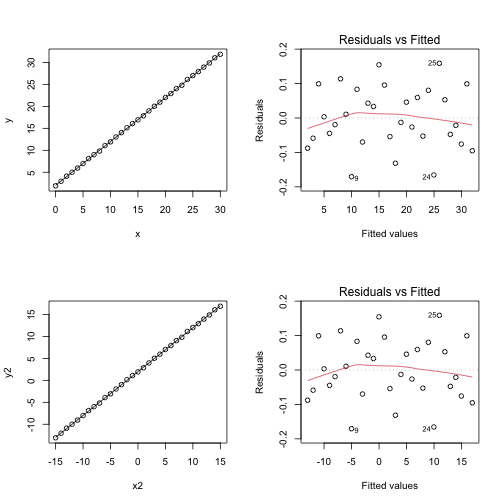 y
5 10 15 20 25 30
0 5 10 15 20 25 30
x
Residuals vs Fitted
Residuals
-0.2 -0.1 0.0 0.1 0.2
25
9
24
5 10 15 20 25 30
Fitted values
y2
-10 -5 0 5 10 15
-15 -10 -5 0 5 10 15
x2
Residuals vs Fitted
Residuals
-0.2 -0.1 0.0 0.1 0.2
25
9
24
-10 -5 0 5 10 15
Fitted values